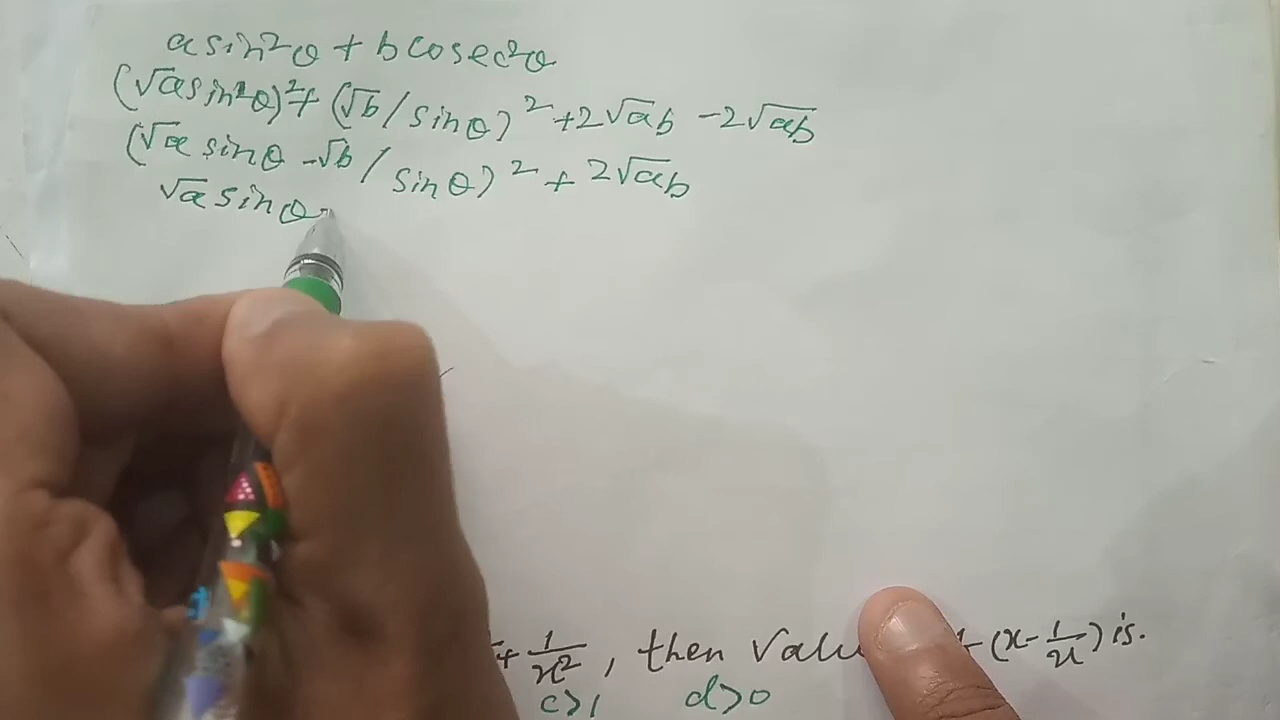 a sin²θ + b cosec²θ
(√a sin²θ)² + (√b / sinθ)² + 2√ab - 2√ab
(√a sinθ - √b / sinθ)² + 2√ab
√a sinθ -
+ 1/x², then (x - 1/x) is.
c>1 d>0